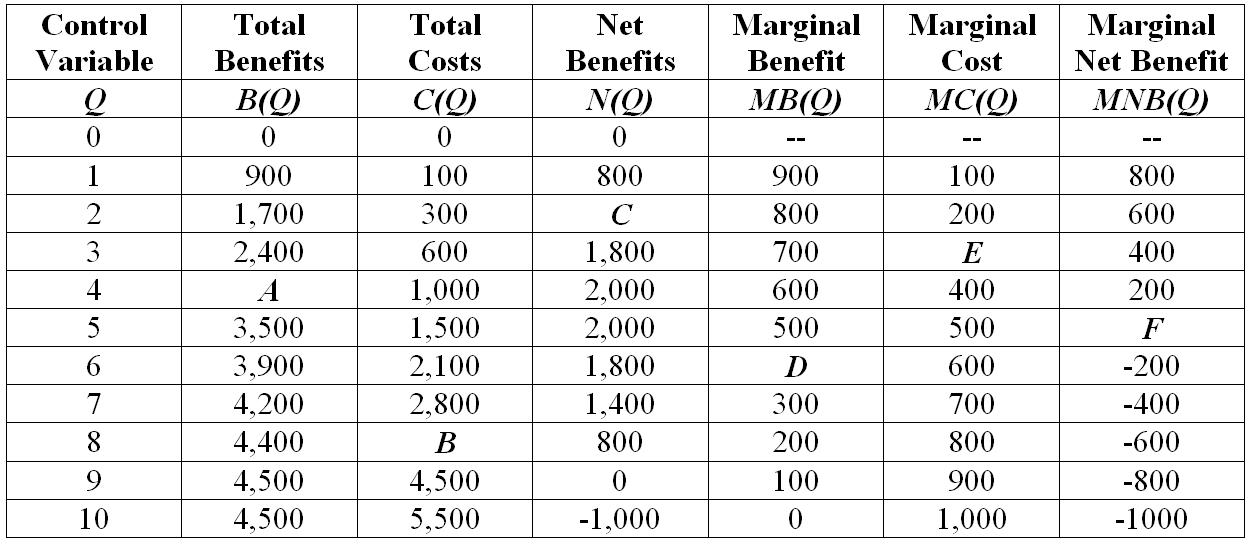 Control Variable Total Benefits Total Costs Net Benefits Marginal Benefit Marginal Cost Marginal Net Benefit
Q B(Q) C(Q) N(Q) MB(Q) MC(Q) MNB(Q)
0 0 0 0 -- -- --
1 900 100 800 900 100 800
2 1,700 300 C 800 200 600
3 2,400 600 1,800 700 E 400
4 A 1,000 2,000 600 400 200
5 3,500 1,500 2,000 500 500 F
6 3,900 2,100 1,800 D 600 -200
7 4,200 2,800 1,400 300 700 -400
8 4,400 B 800 200 800 -600
9 4,500 4,500 0 100 900 -800
10 4,500 5,500 -1,000 0 1,000 -1000